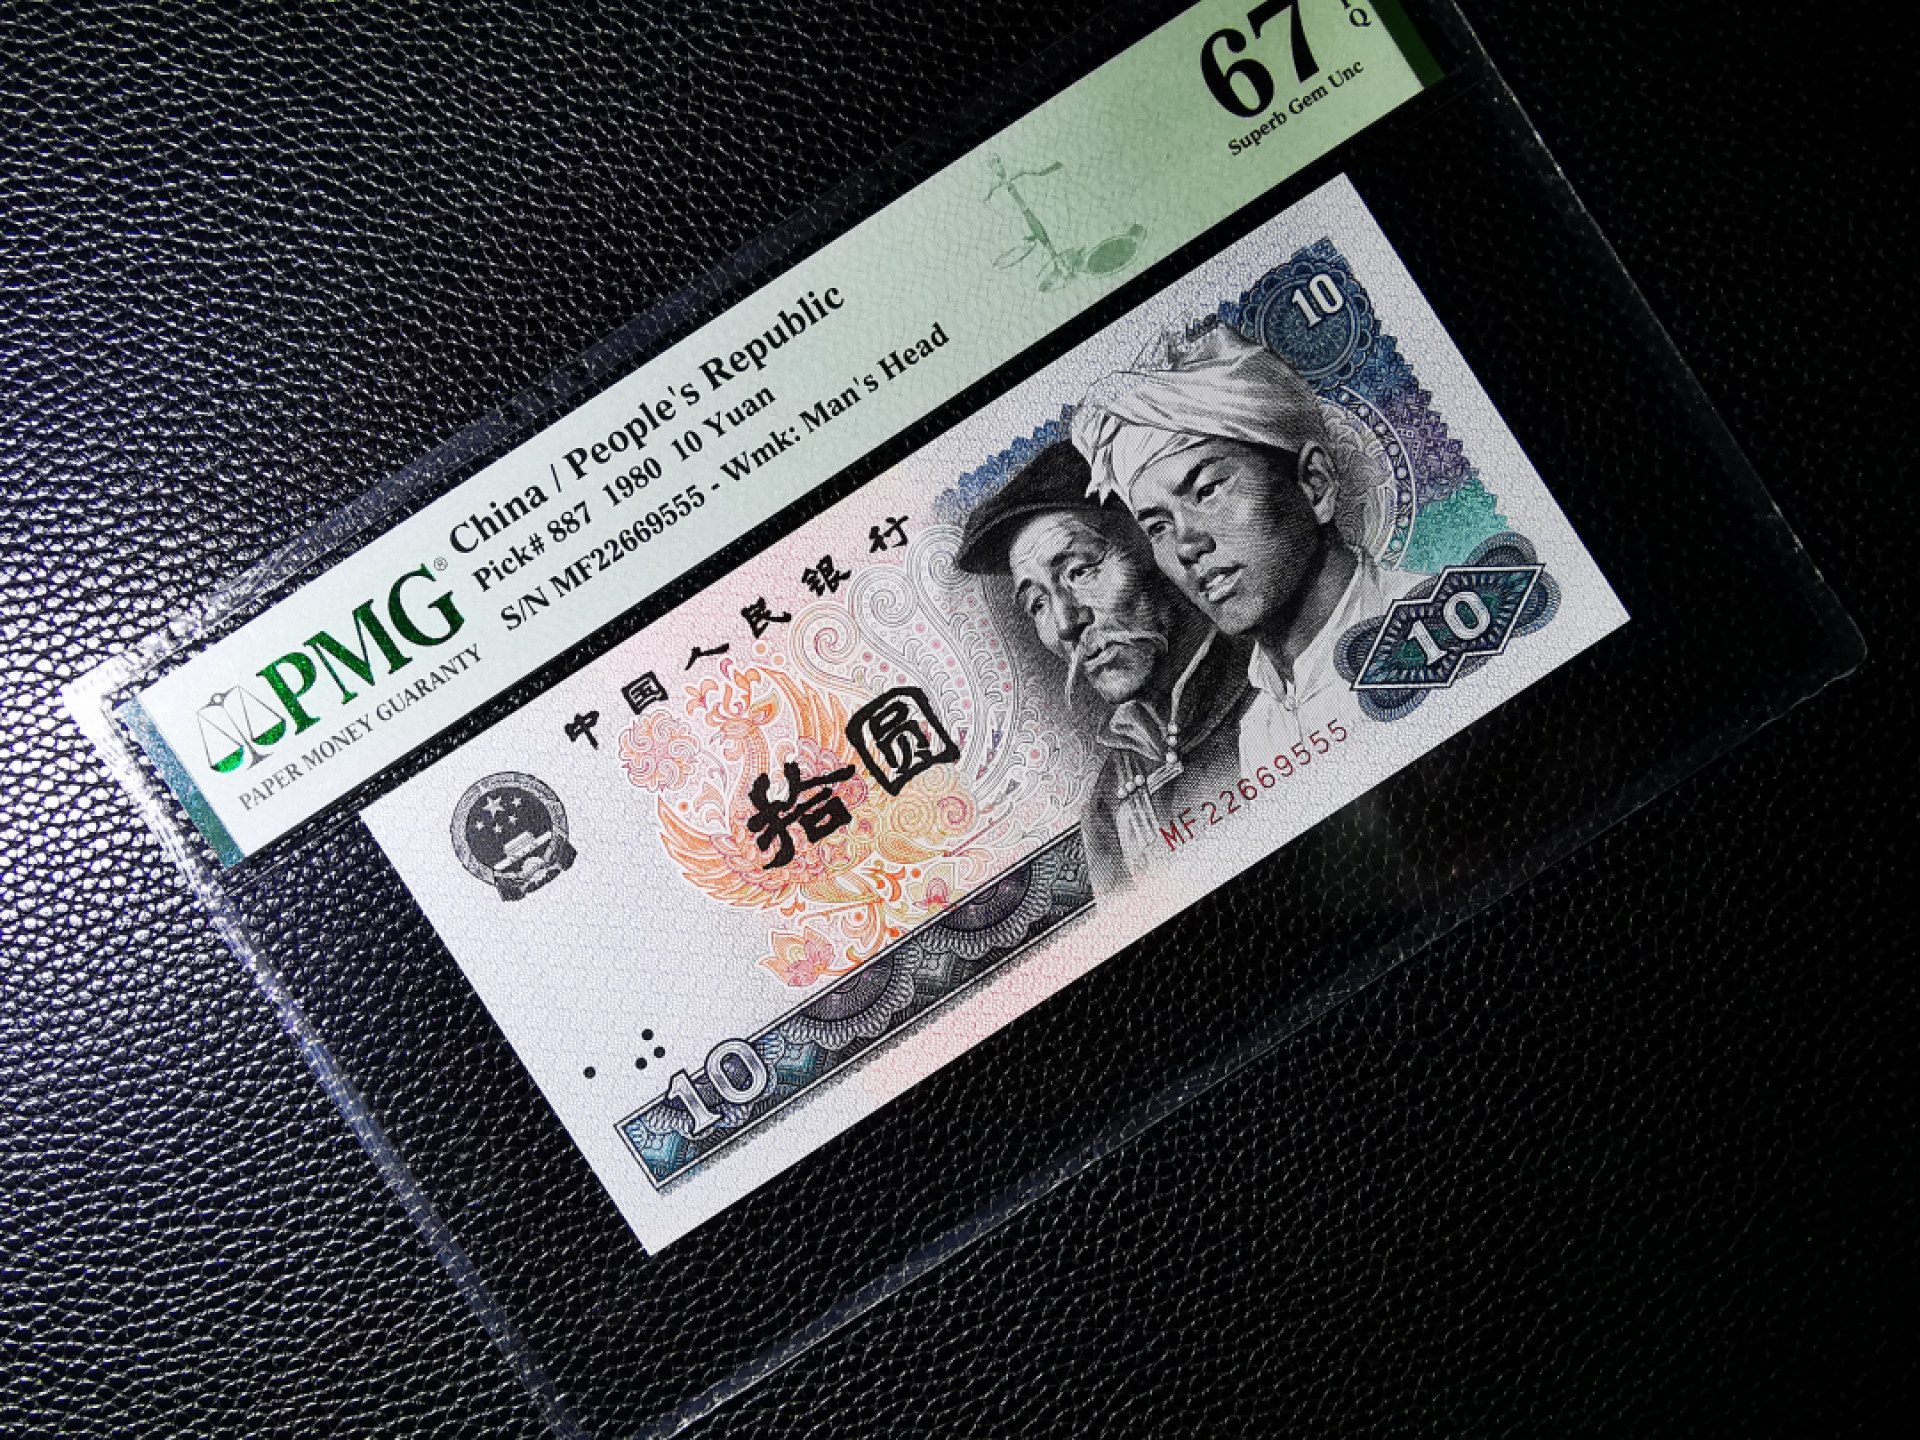 PMG®
PAPER MONEY GUARANTY
China / People's Republic
Pick# 887 1980 10 Yuan
S/N MF22669555 - Wmk: Man's Head
67
Q
Superb Gem Unc
中国人民银行
拾圆
10
10
MF22669555
10